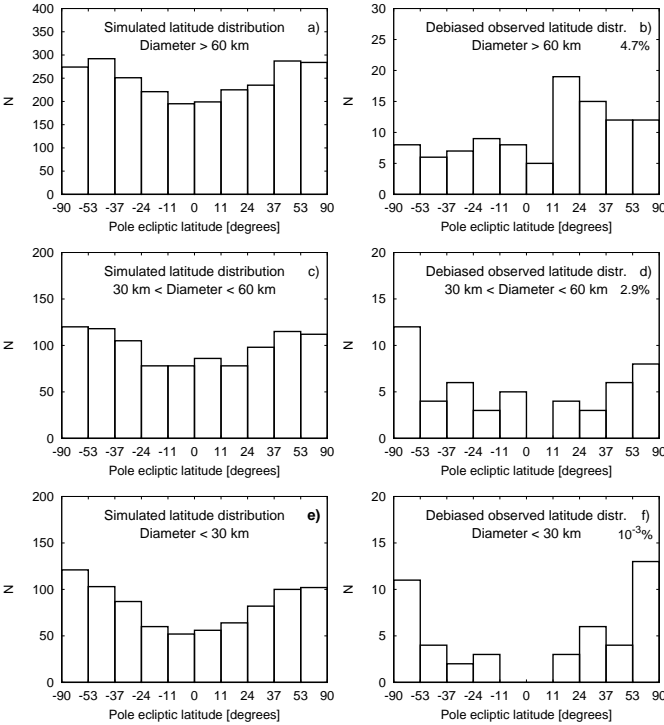 Simulated latitude distribution a)
Diameter > 60 km
N
400
350
300
250
200
150
100
50
0
-90 -53 -37 -24 -11 0 11 24 37 53 90
Pole ecliptic latitude [degrees]
Debiased observed latitude distr. b)
Diameter > 60 km 4.7%
N
30
25
20
15
10
5
0
-90 -53 -37 -24 -11 0 11 24 37 53 90
Pole ecliptic latitude [degrees]
Simulated latitude distribution c)
30 km < Diameter < 60 km
N
200
150
100
50
0
-90 -53 -37 -24 -11 0 11 24 37 53 90
Pole ecliptic latitude [degrees]
Debiased observed latitude distr. d)
30 km < Diameter < 60 km 2.9%
N
20
15
10
5
0
-90 -53 -37 -24 -11 0 11 24 37 53 90
Pole ecliptic latitude [degrees]
Simulated latitude distribution e)
Diameter < 30 km
N
200
150
100
50
0
-90 -53 -37 -24 -11 0 11 24 37 53 90
Pole ecliptic latitude [degrees]
Debiased observed latitude distr. f)
Diameter < 30 km 10⁻³%
N
20
15
10
5
0
-90 -53 -37 -24 -11 0 11 24 37 53 90
Pole ecliptic latitude [degrees]